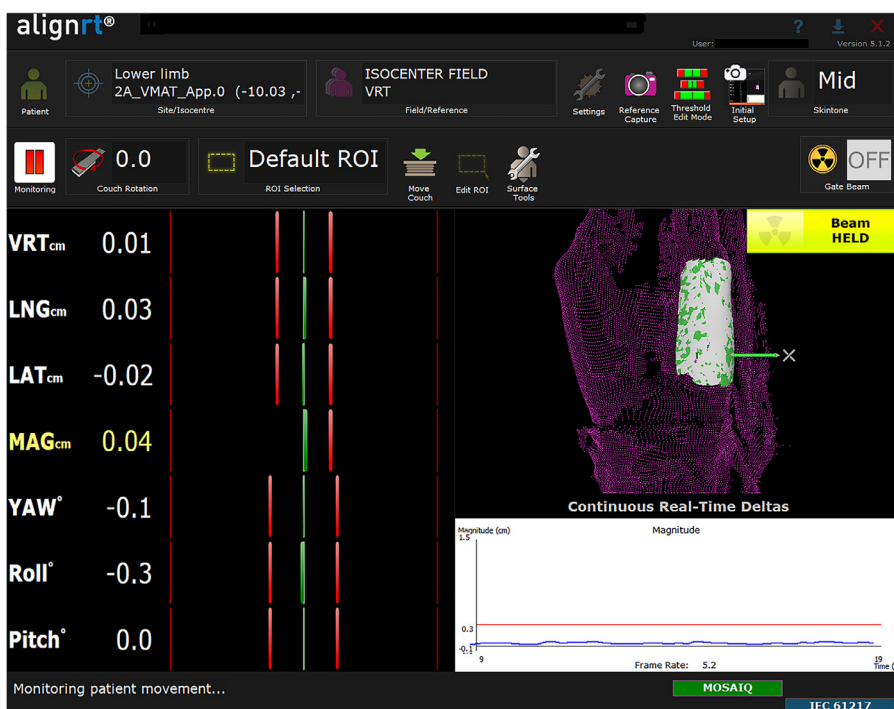 alignrt®
?
X
User:
Version 5.1.2
Lower limb
2A_VMAT_App.0 (-10.03 ,-
Site/Isocentre
ISOCENTER FIELD
VRT
Field/Reference
Patient
Settings
Reference Capture
Threshold Edit Mode
Initial Setup
Mid
Skintone
Monitoring
0.0
Couch Rotation
Default ROI
ROI Selection
Move Couch
Edit ROI
Surface Tools
OFF
Gate Beam
VRTcm 0.01
LNGcm 0.03
LATcm -0.02
MAGcm 0.04
YAW° -0.1
Roll° -0.3
Pitch° 0.0
Beam
HELD
Continuous Real-Time Deltas
Magnitude (cm)
Magnitude
1.5
0.3
-0.1
9
19
Frame Rate: 5.2
Time (
Monitoring patient movement...
MOSAIQ
IEC 61217